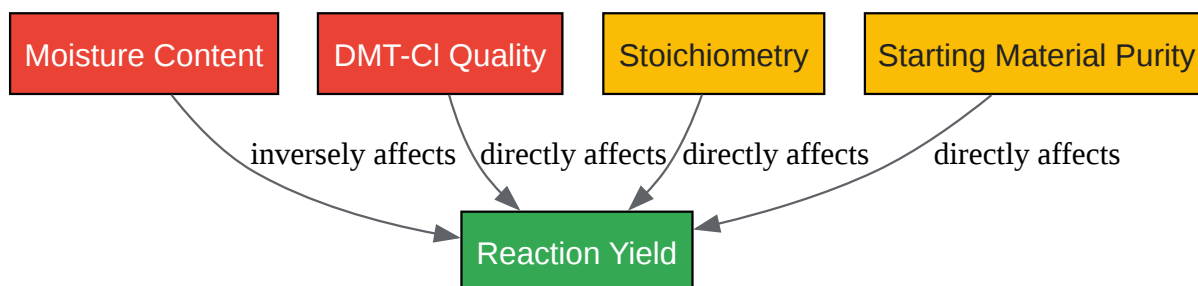 Moisture Content
DMT-Cl Quality
Stoichiometry
Starting Material Purity
inversely affects
directly affects
directly affects
directly affects
Reaction Yield